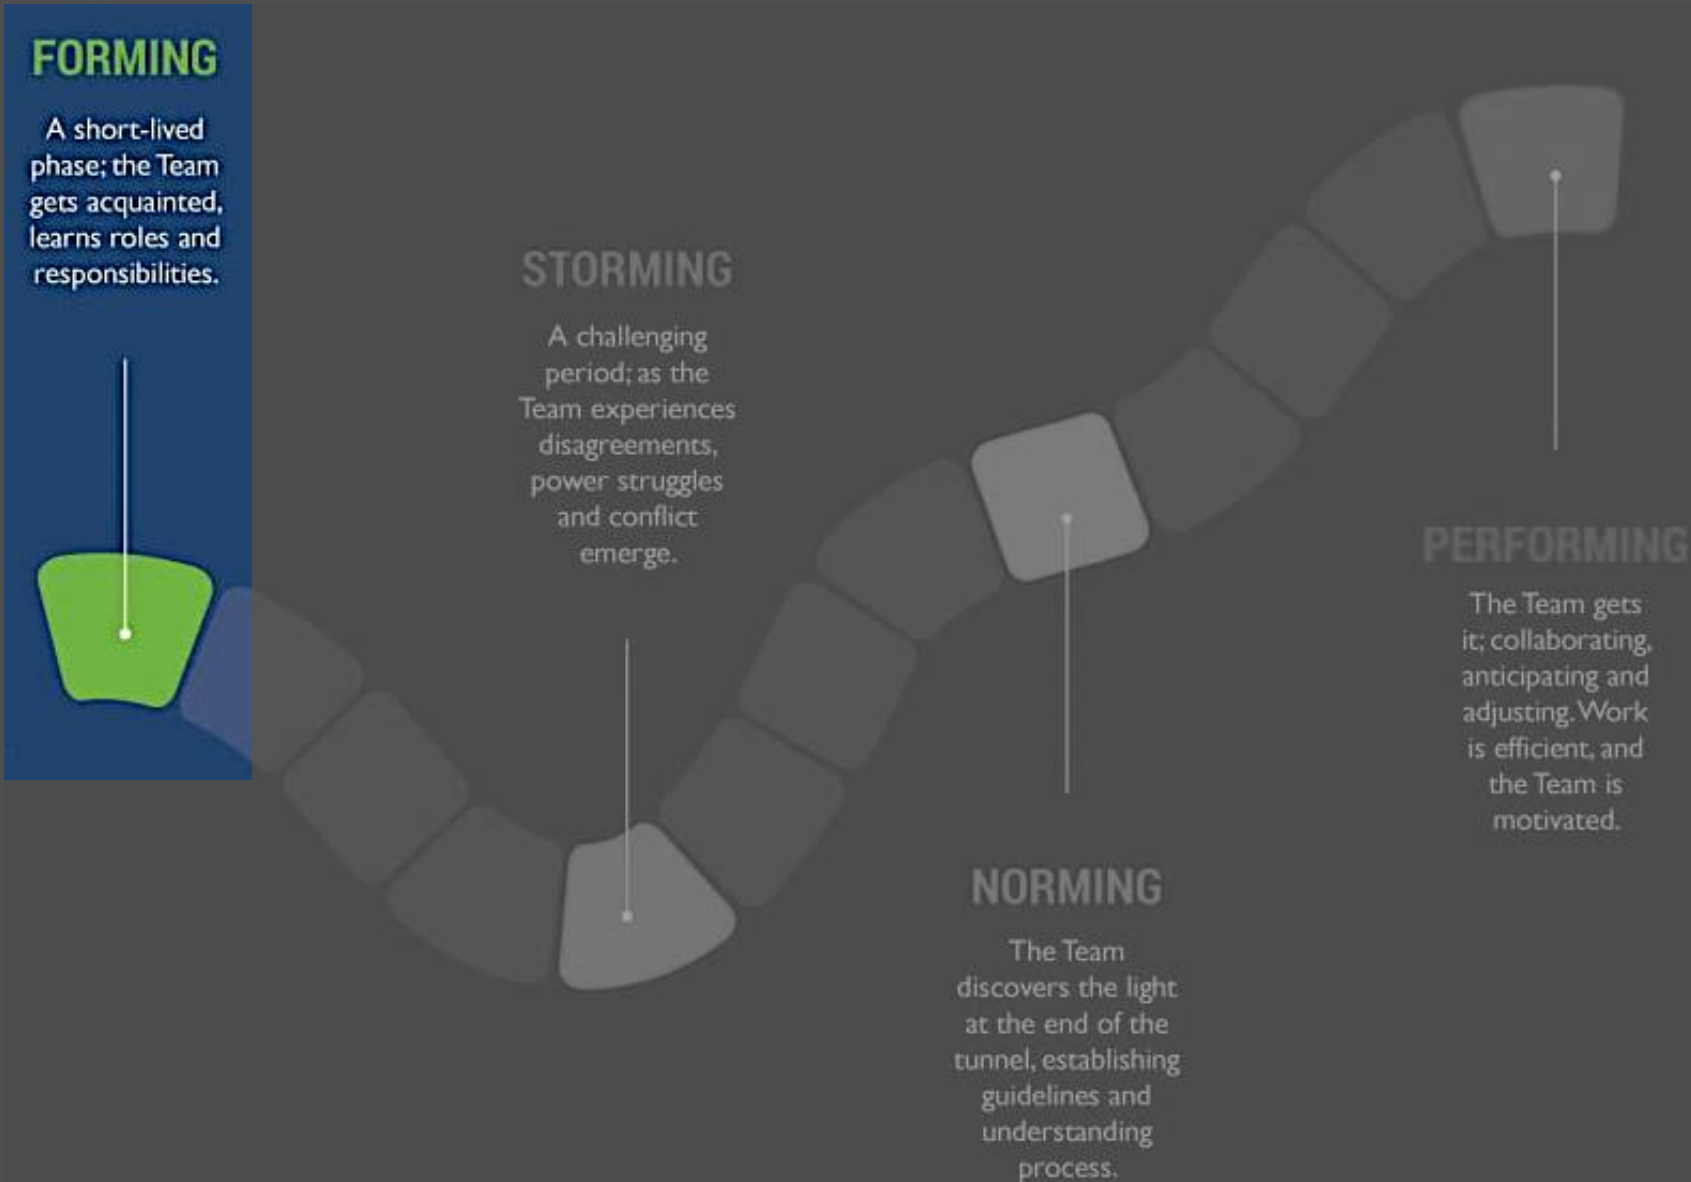 FORMING
A short-lived
phase; the Team
gets acquainted,
learns roles and
responsibilities.
STORMING
A challenging
period; as the
Team experiences
disagreements,
power struggles
and conflict
emerge.
NORMING
The Team
discovers the light
at the end of the
tunnel, establishing
guidelines and
understanding
process.
PERFORMING
The Team gets
it; collaborating,
anticipating and
adjusting. Work
is efficient, and
the Team is
motivated.